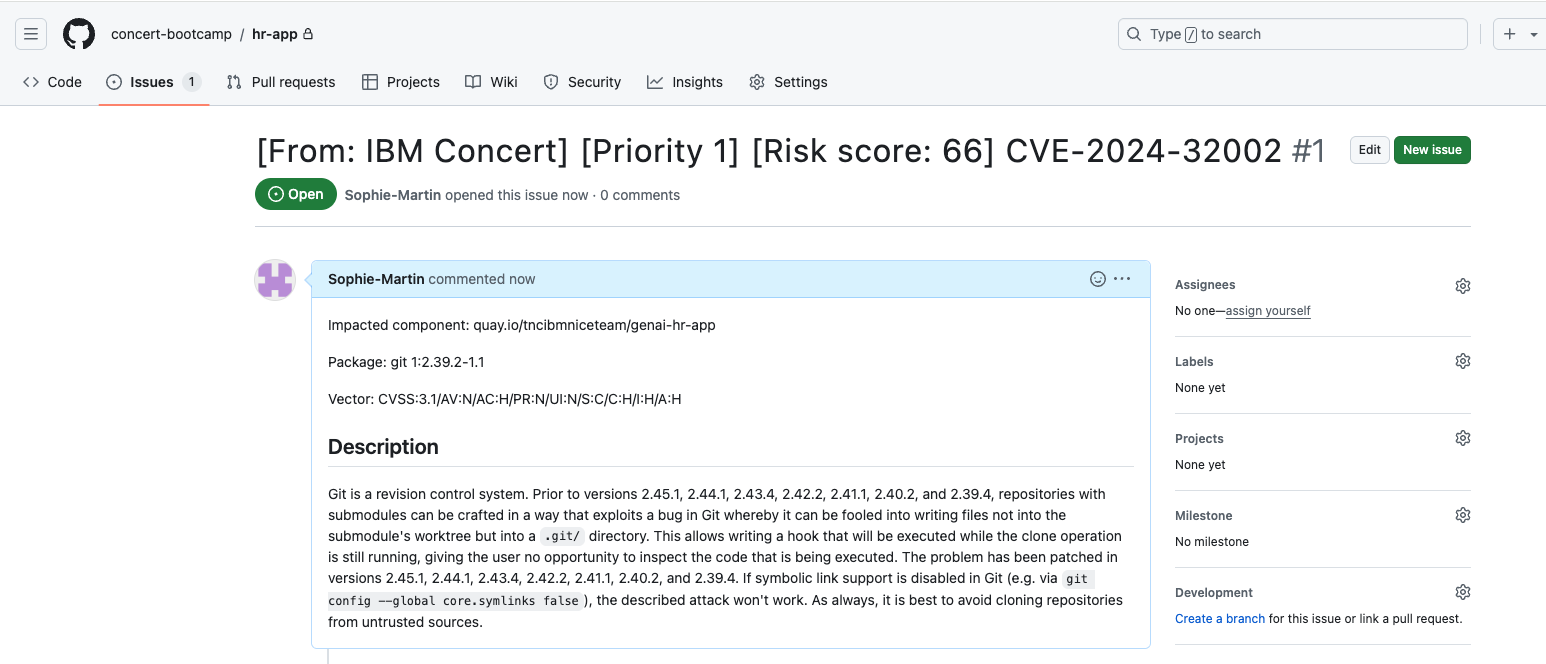 concert-bootcamp / hr-app
Type / to search
Code
Issues 1
Pull requests
Projects
Wiki
Security
Insights
Settings
[From: IBM Concert] [Priority 1] [Risk score: 66] CVE-2024-32002 #1
Edit
New issue
Open
Sophie-Martin opened this issue now · 0 comments
Sophie-Martin commented now
Impacted component: quay.io/tncibmniceteam/genai-hr-app
Package: git 1:2.39.2-1.1
Vector: CVSS:3.1/AV:N/AC:H/PR:N/UI:N/S:C/C:H/I:H/A:H
Description
Git is a revision control system. Prior to versions 2.45.1, 2.44.1, 2.43.4, 2.42.2, 2.41.1, 2.40.2, and 2.39.4, repositories with
submodules can be crafted in a way that exploits a bug in Git whereby it can be fooled into writing files not into the
submodule's worktree but into a .git/ directory. This allows writing a hook that will be executed while the clone operation
is still running, giving the user no opportunity to inspect the code that is being executed. The problem has been patched in
versions 2.45.1, 2.44.1, 2.43.4, 2.42.2, 2.41.1, 2.40.2, and 2.39.4. If symbolic link support is disabled in Git (e.g. via git
config --global core.symlinks false), the described attack won't work. As always, it is best to avoid cloning repositories
from untrusted sources.
Assignees
No one—assign yourself
Labels
None yet
Projects
None yet
Milestone
No milestone
Development
Create a branch for this issue or link a pull request.